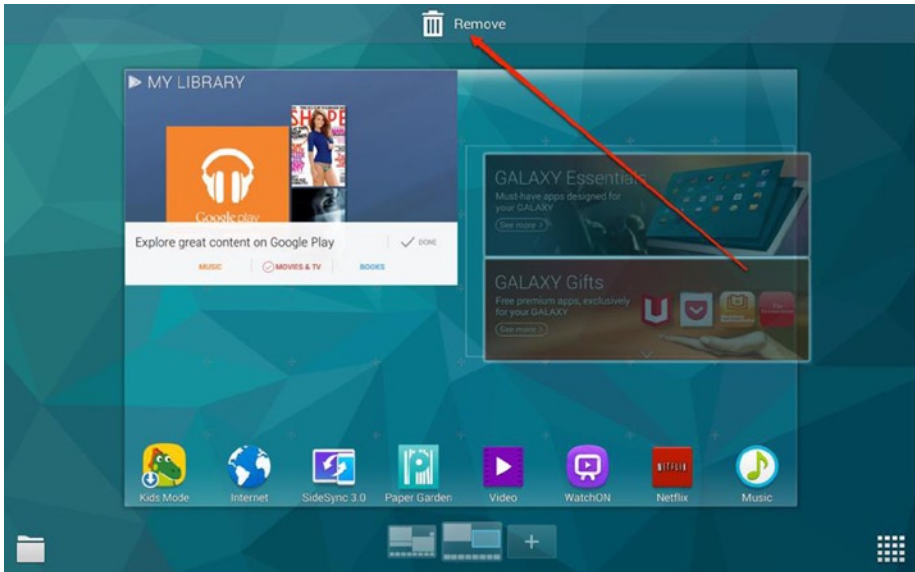 Remove
MY LIBRARY
SHAPE
Google play
Explore great content on Google Play
DONE
MUSIC
MOVIES & TV
BOOKS
GALAXY Essentials
Must-have apps designed for
your GALAXY
(See more >)
GALAXY Gifts
Free premium apps, exclusively
for your GALAXY
(See more >)
Kids Mode
Internet
SideSync 3.0
Paper Garden
Video
WatchON
NETFLIX
Netflix
Music